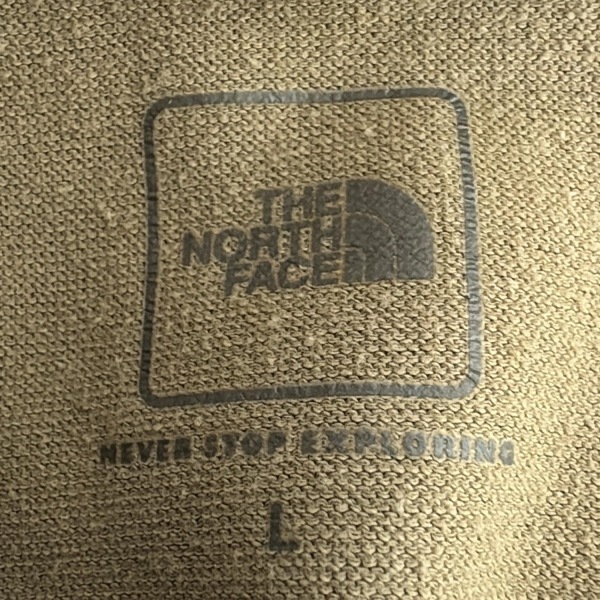 THE
NORTH
FACE
NEVER STOP EXPLORING
L